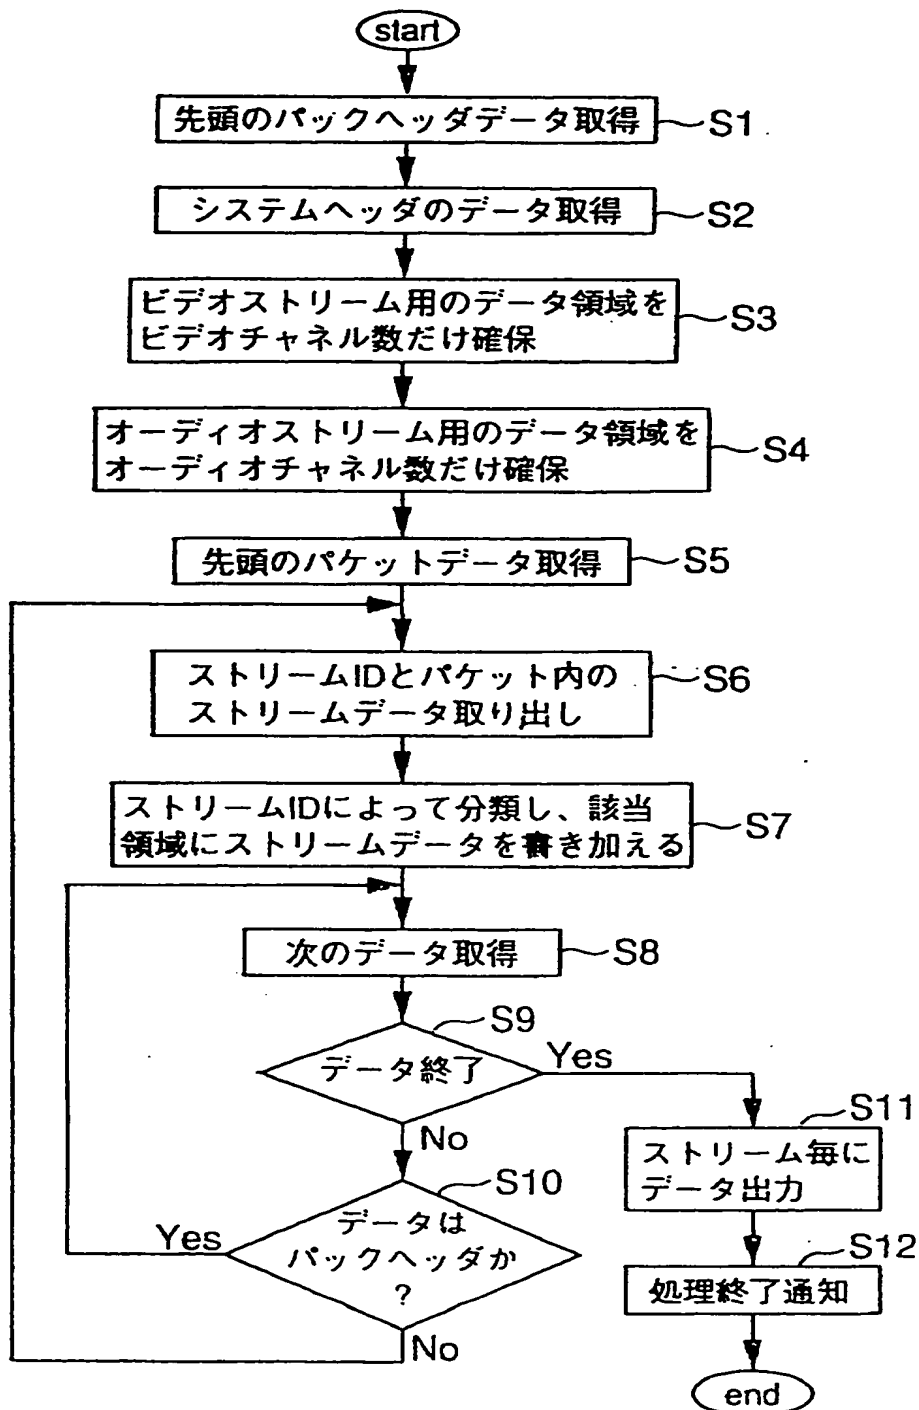 start
先頭のパックヘッダデータ取得
S1
システムヘッダのデータ取得
S2
ビデオストリーム用のデータ領域を
ビデオチャネル数だけ確保
S3
オーディオストリーム用のデータ領域を
オーディオチャネル数だけ確保
S4
先頭のパケットデータ取得
S5
ストリームIDとパケット内の
ストリームデータ取り出し
S6
ストリームIDによって分類し、該当
領域にストリームデータを書き加える
S7
次のデータ取得
S8
S9
データ終了
Yes
No
S10
データは
パックヘッダか
?
Yes
No
S11
ストリーム毎に
データ出力
S12
処理終了通知
end